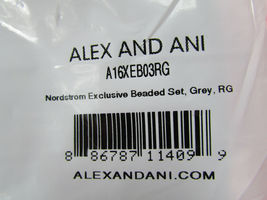 ALEX AND ANI
A16XEB03RG
Nordstrom Exclusive Beaded Set, Grey, RG
8 86787 11409 9
ALEXANDANI.COM